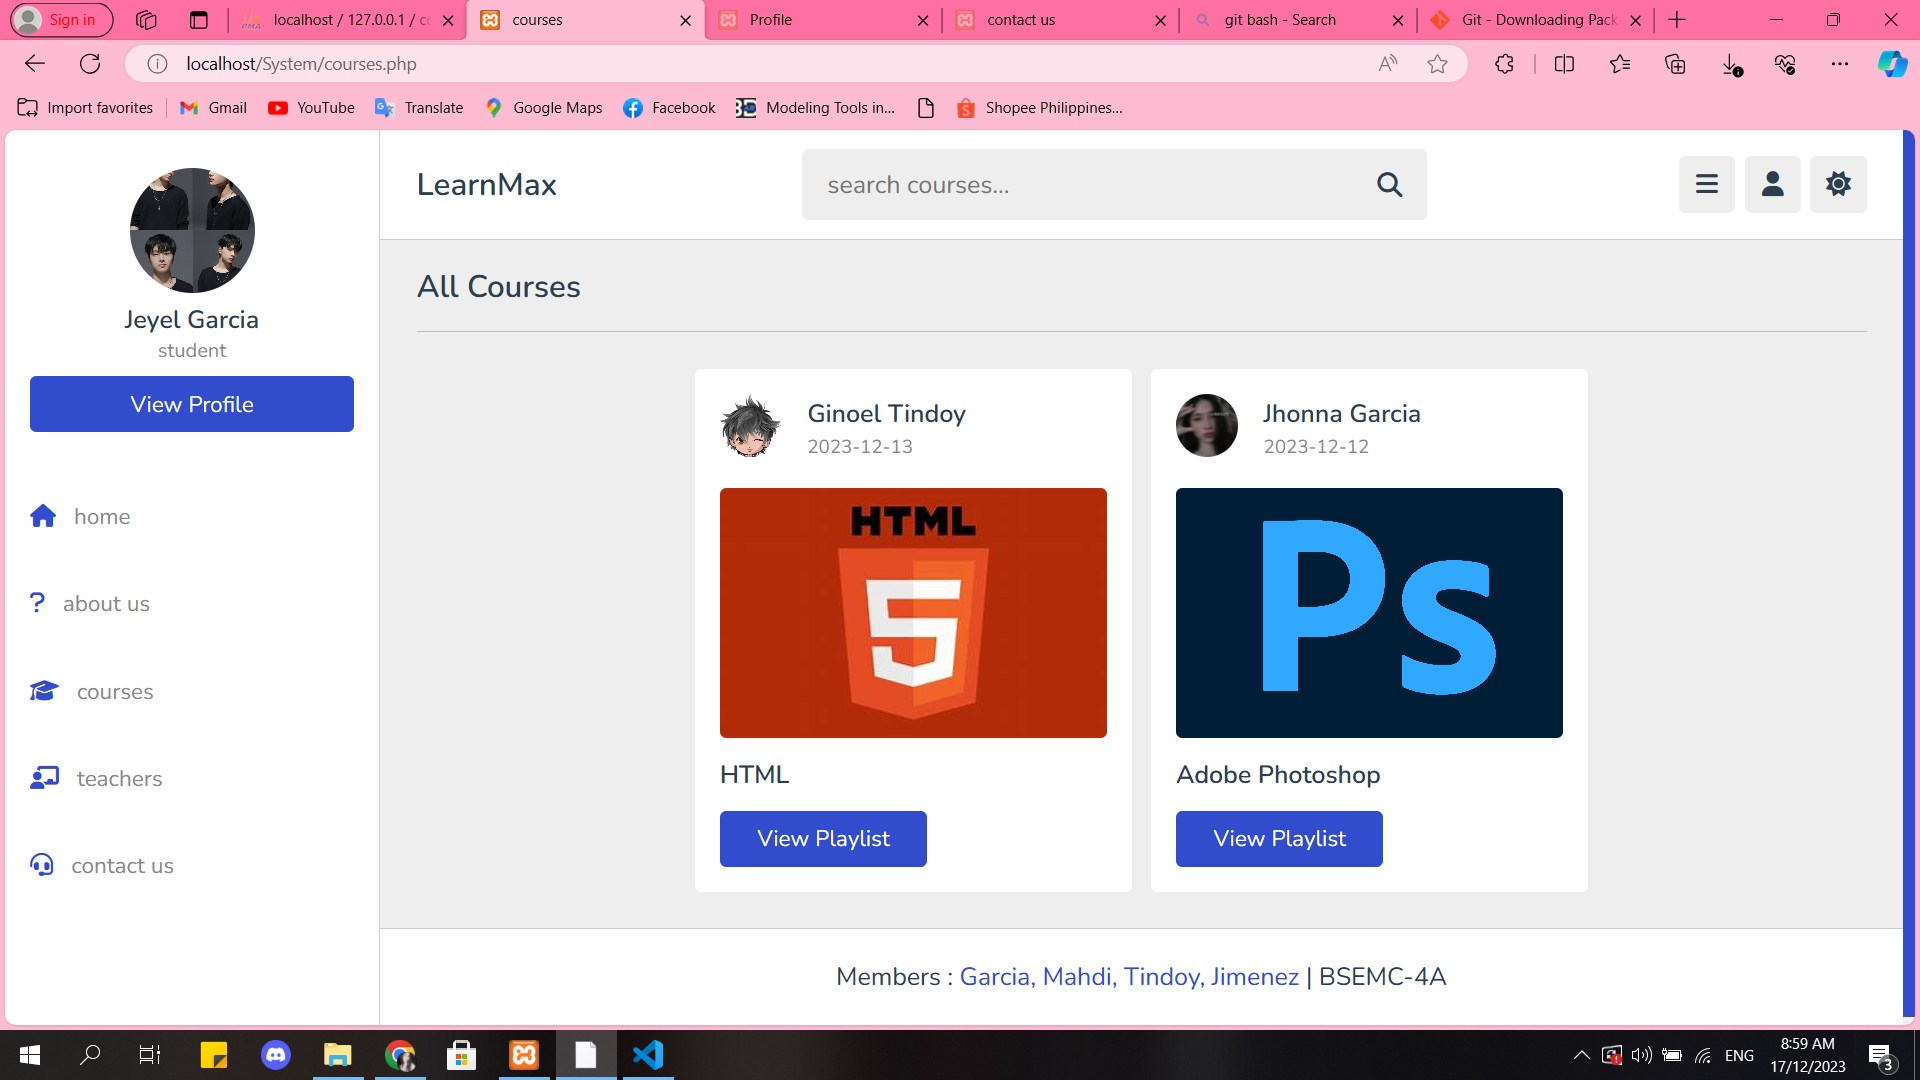 Sign in
localhost / 127.0.0.1 / cc
courses
Profile
contact us
git bash - Search
Git - Downloading Pack
localhost/System/courses.php
Import favorites
Gmail
YouTube
Translate
Google Maps
Facebook
Modeling Tools in...
Shopee Philippines...
LearnMax
search courses...
Jeyel Garcia
student
View Profile
home
about us
courses
teachers
contact us
All Courses
Ginoel Tindoy
2023-12-13
HTML
5
HTML
View Playlist
Jhonna Garcia
2023-12-12
Ps
Adobe Photoshop
View Playlist
Members : Garcia, Mahdi, Tindoy, Jimenez | BSEMC-4A
ENG
8:59 AM
17/12/2023
3